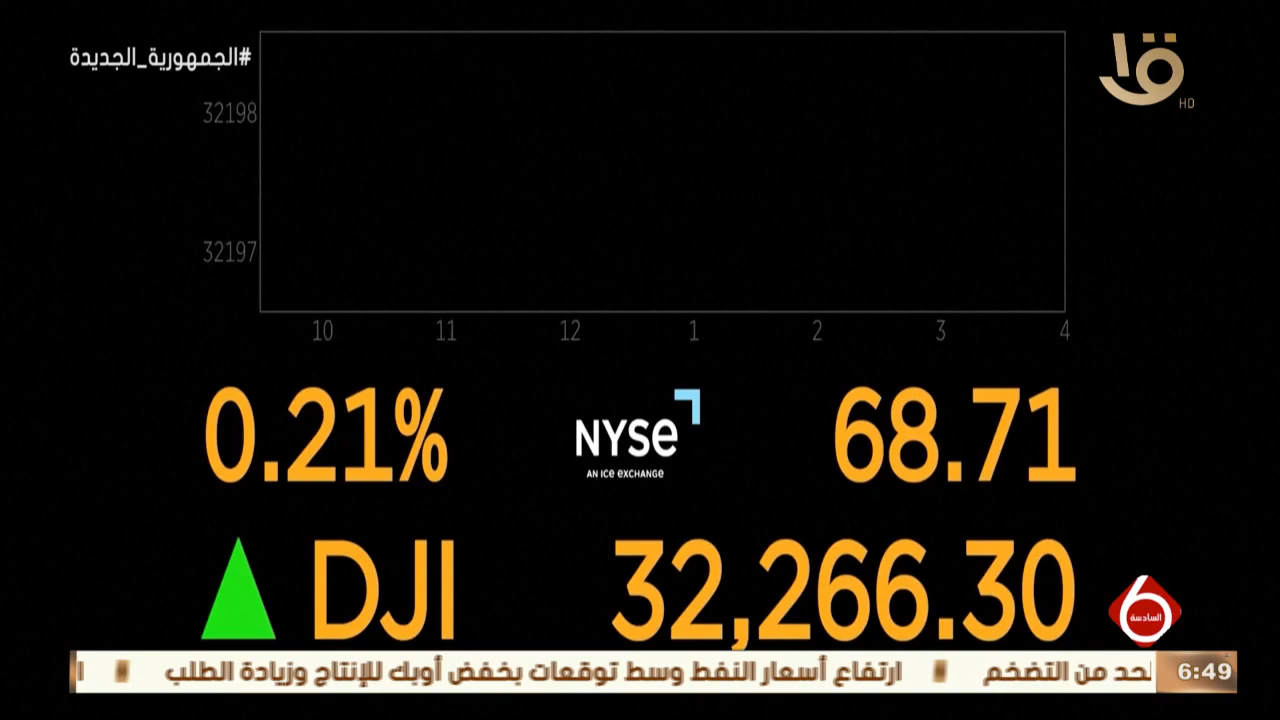 #الجمهورية_الجديدة
HD
32198
32197
10 11 12 1 2 3 4
0.21% NYSE 68.71
AN ICE EXCHANGE
DJI 32,266.30
6 السادسة
6:49 لحد من التضخم ارتفاع أسعار النفط وسط توقعات بخفض أوبك للإنتاج وزيادة الطلب